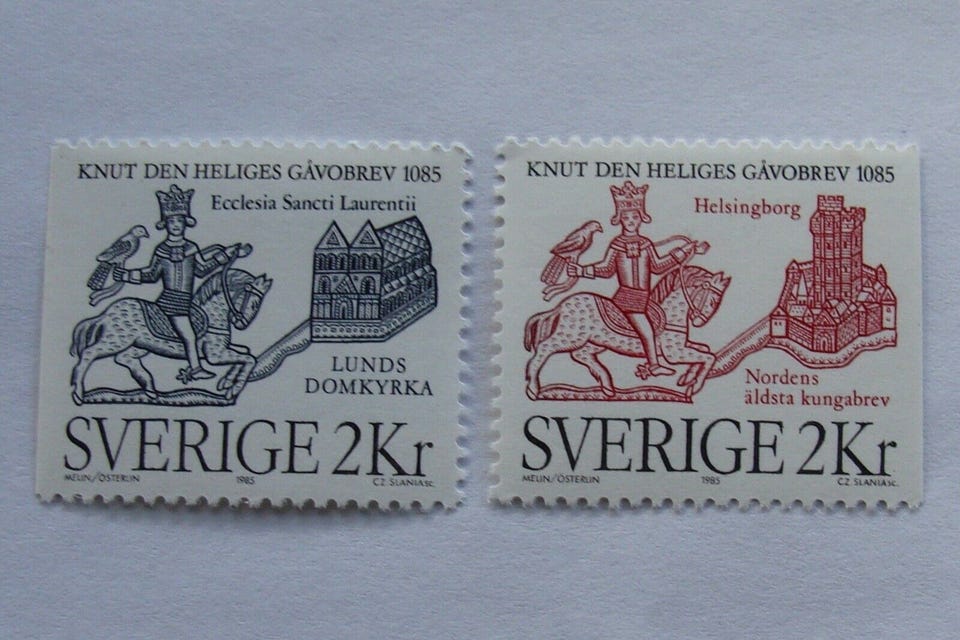 KNUT DEN HELIGES GÅVOBREV 1085
Ecclesia Sancti Laurentii
LUNDS
DOMKYRKA
SVERIGE 2Kr
MELIN/ÖSTERLIN 1985 CZ.SLANIA SC.
KNUT DEN HELIGES GÅVOBREV 1085
Helsingborg
Nordens
äldsta kungabrev
SVERIGE 2Kr
MELIN/ÖSTERLIN 1985 CZ.SLANIA SC.